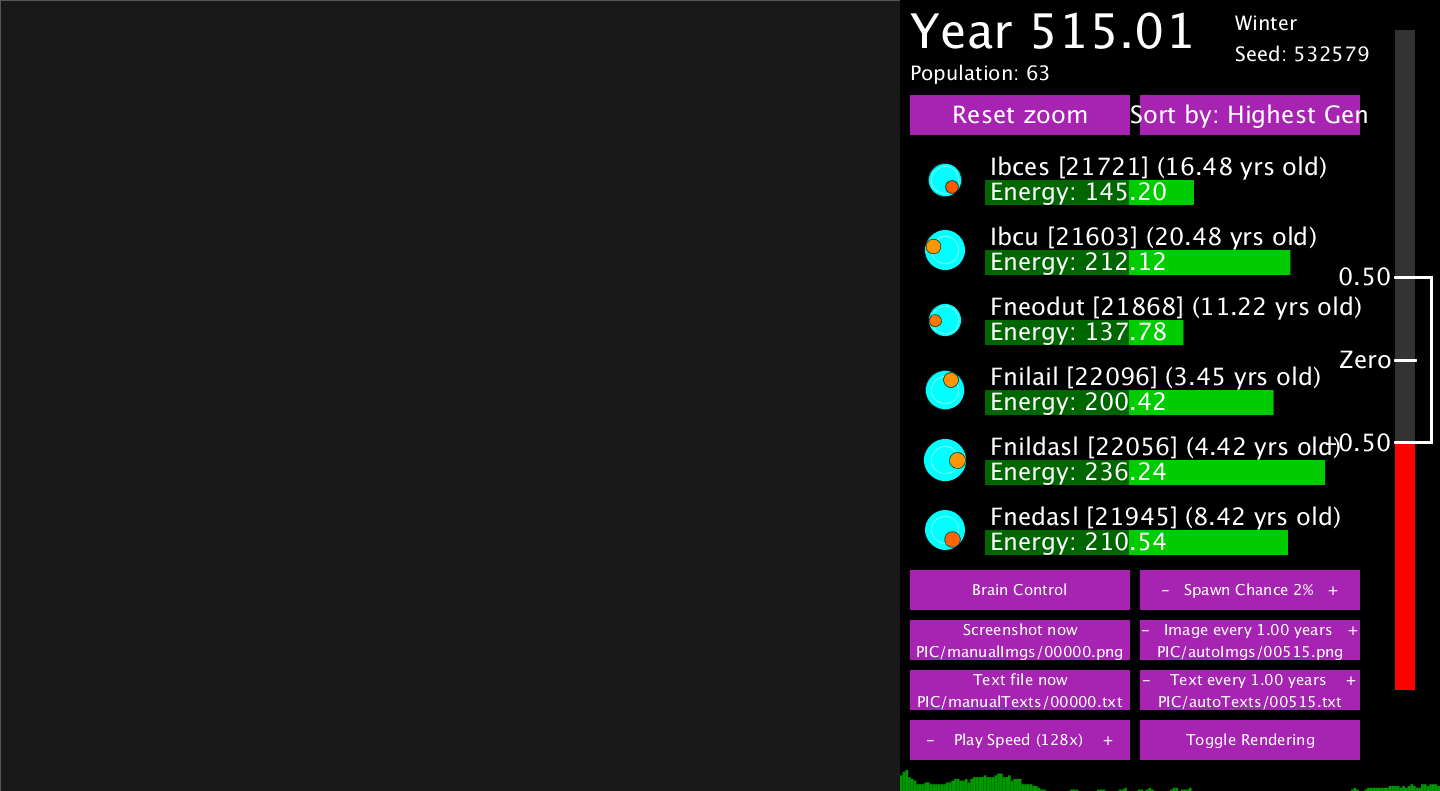 Year 515.01
Winter
Seed: 532579
Population: 63
Reset zoom
Sort by: Highest Gen
Ibces [21721] (16.48 yrs old)
Energy: 145.20
Ibcu [21603] (20.48 yrs old)
Energy: 212.12
0.50
Fneodut [21868] (11.22 yrs old)
Energy: 137.78
Zero
Fnilail [22096] (3.45 yrs old)
Energy: 200.42
Fnildasl [22056] (4.42 yrs old)
-0.50
Energy: 236.24
Fnedasl [21945] (8.42 yrs old)
Energy: 210.54
Brain Control
- Spawn Chance 2% +
Screenshot now
PIC/manualImgs/00000.png
- Image every 1.00 years +
PIC/autoImgs/00515.png
Text file now
PIC/manualTexts/00000.txt
- Text every 1.00 years +
PIC/autoTexts/00515.txt
- Play Speed (128x) +
Toggle Rendering